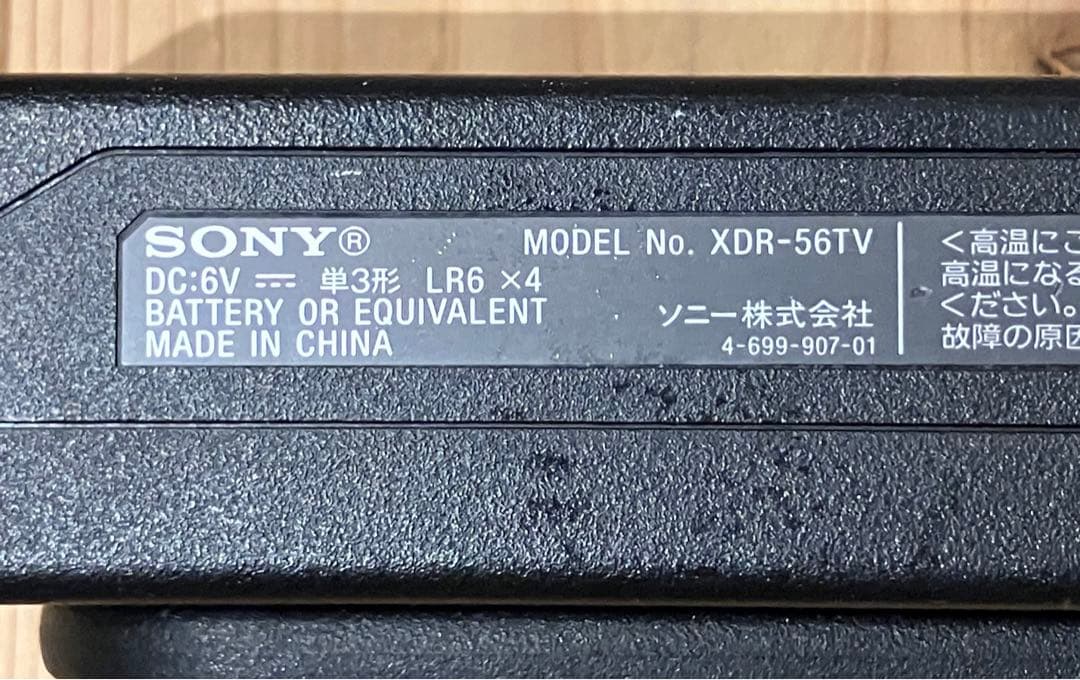 SONY®
MODEL No. XDR-56TV
DC:6V ⎓ 単3形 LR6 ×4
BATTERY OR EQUIVALENT
MADE IN CHINA
ソニー株式会社
4-699-907-01
<高温にこ
高温になる
ください。
故障の原因